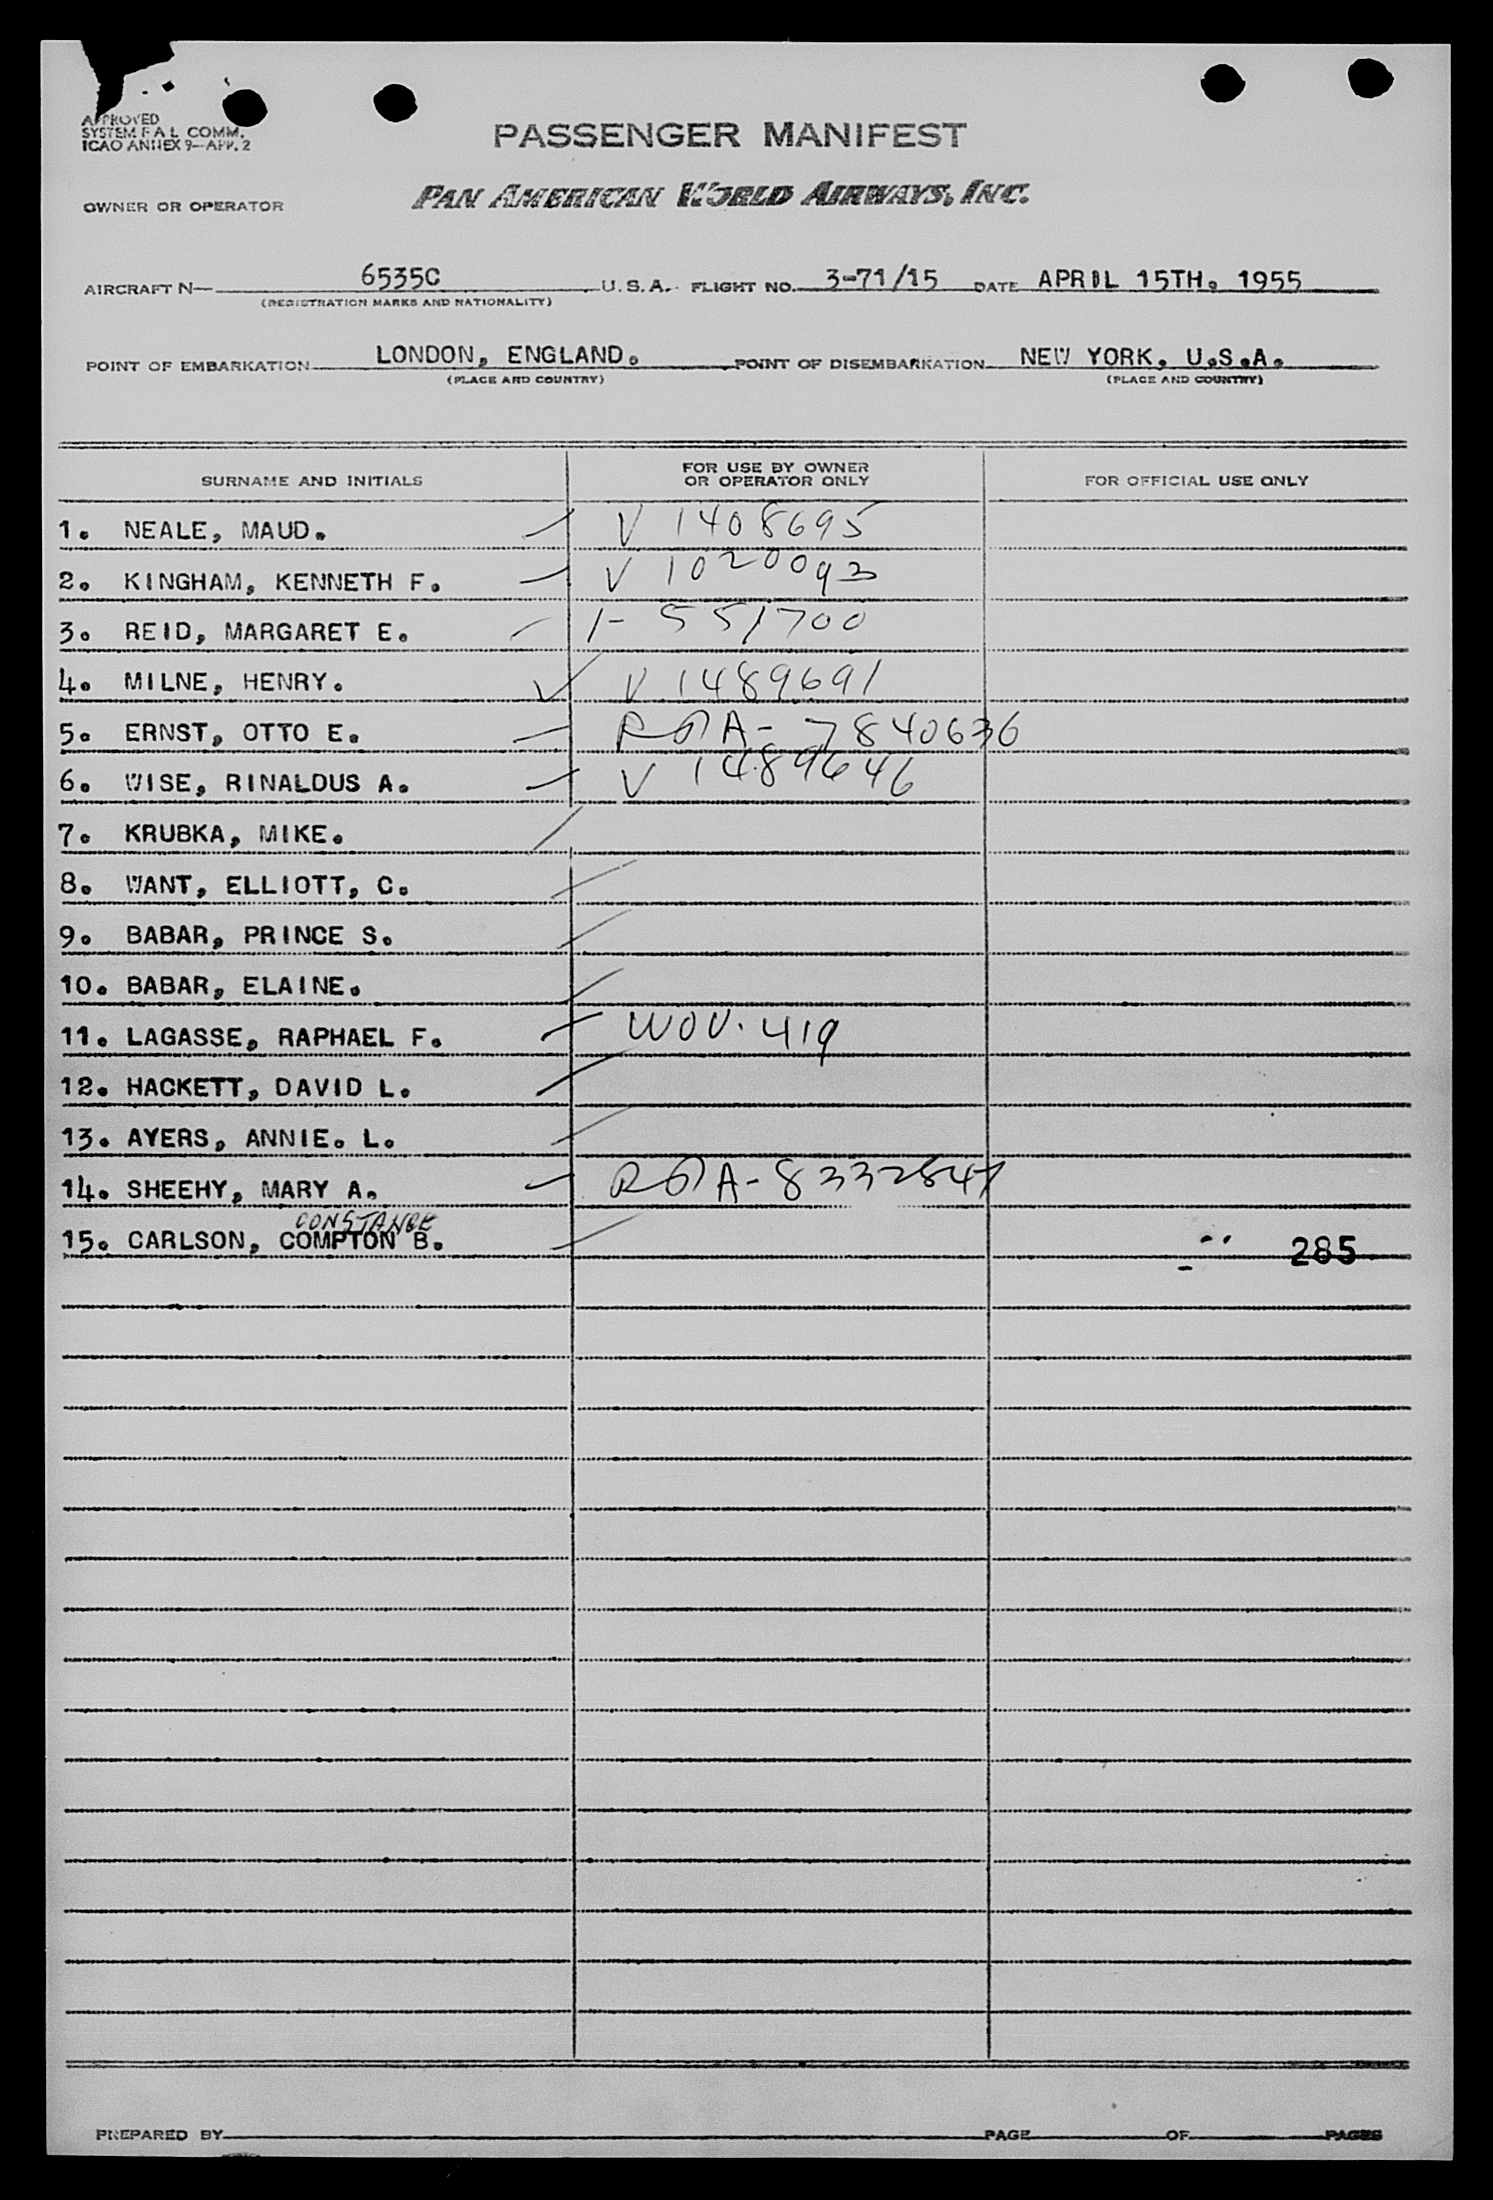 APPROVED
SYSTEM F A L COMM.
ICAO ANNEX 9-APP. 2
PASSENGER MANIFEST
OWNER OR OPERATOR PAN AMERICAN WORLD AIRWAYS, INC.
AIRCRAFT N- 6535C U.S.A. FLIGHT NO. 3-71/15 DATE APRIL 15TH. 1955
(REGISTRATION MARKS AND NATIONALITY)
POINT OF EMBARKATION LONDON, ENGLAND. POINT OF DISEMBARKATION NEW YORK. U.S.A.
(PLACE AND COUNTRY) (PLACE AND COUNTRY)
SURNAME AND INITIALS FOR USE BY OWNER OR OPERATOR ONLY FOR OFFICIAL USE ONLY
1. NEALE, MAUD. V 1408695
2. KINGHAM, KENNETH F. V 1020093
3. REID, MARGARET E. 1- 551700
4. MILNE, HENRY. V 1489691
5. ERNST, OTTO E. A- 7840636
6. WISE, RINALDUS A. V 1489646
7. KRUBKA, MIKE.
8. WANT, ELLIOTT, C.
9. BABAR, PRINCE S.
10. BABAR, ELAINE.
11. LAGASSE, RAPHAEL F. WOV. 419
12. HACKETT, DAVID L.
13. AYERS, ANNIE. L.
14. SHEEHY, MARY A. A-8332847
CONSTANCE
15. CARLSON, COMPTON B. 285
PREPARED BY PAGE OF PAGES